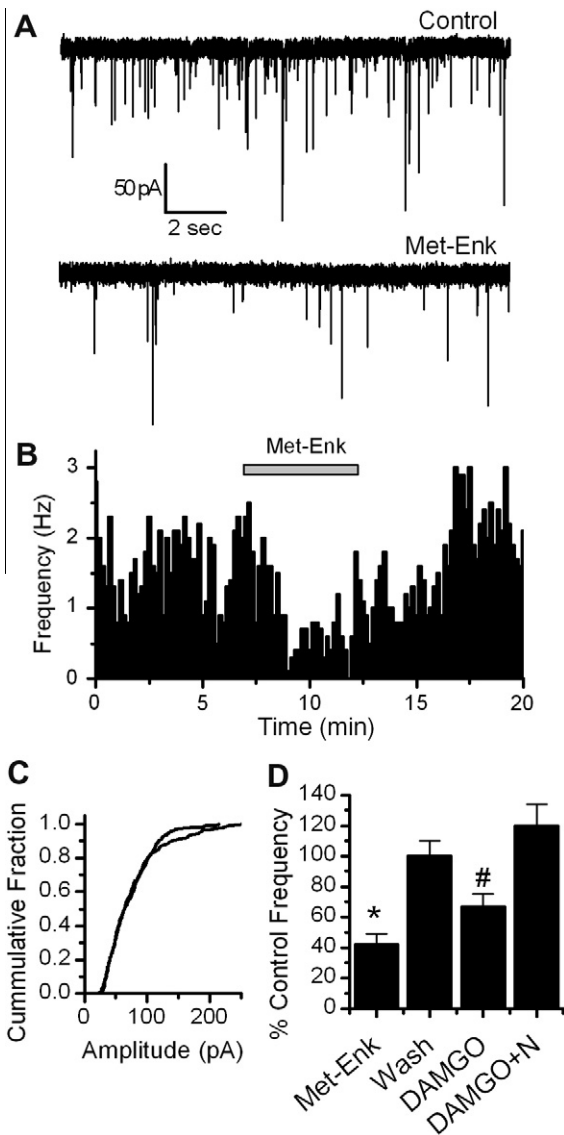 A
Control
50pA
2 sec
Met-Enk
B
Met-Enk
Frequency (Hz)
3
2
1
0
0
5
10
15
20
Time (min)
C
Cummulative Fraction
1.0
0.8
0.6
0.4
0.2
0.0
0
100
200
Amplitude (pA)
D
% Control Frequency
140
120
100
80
60
40
20
0
*
#
Met-Enk
Wash
DAMGO
DAMGO+N